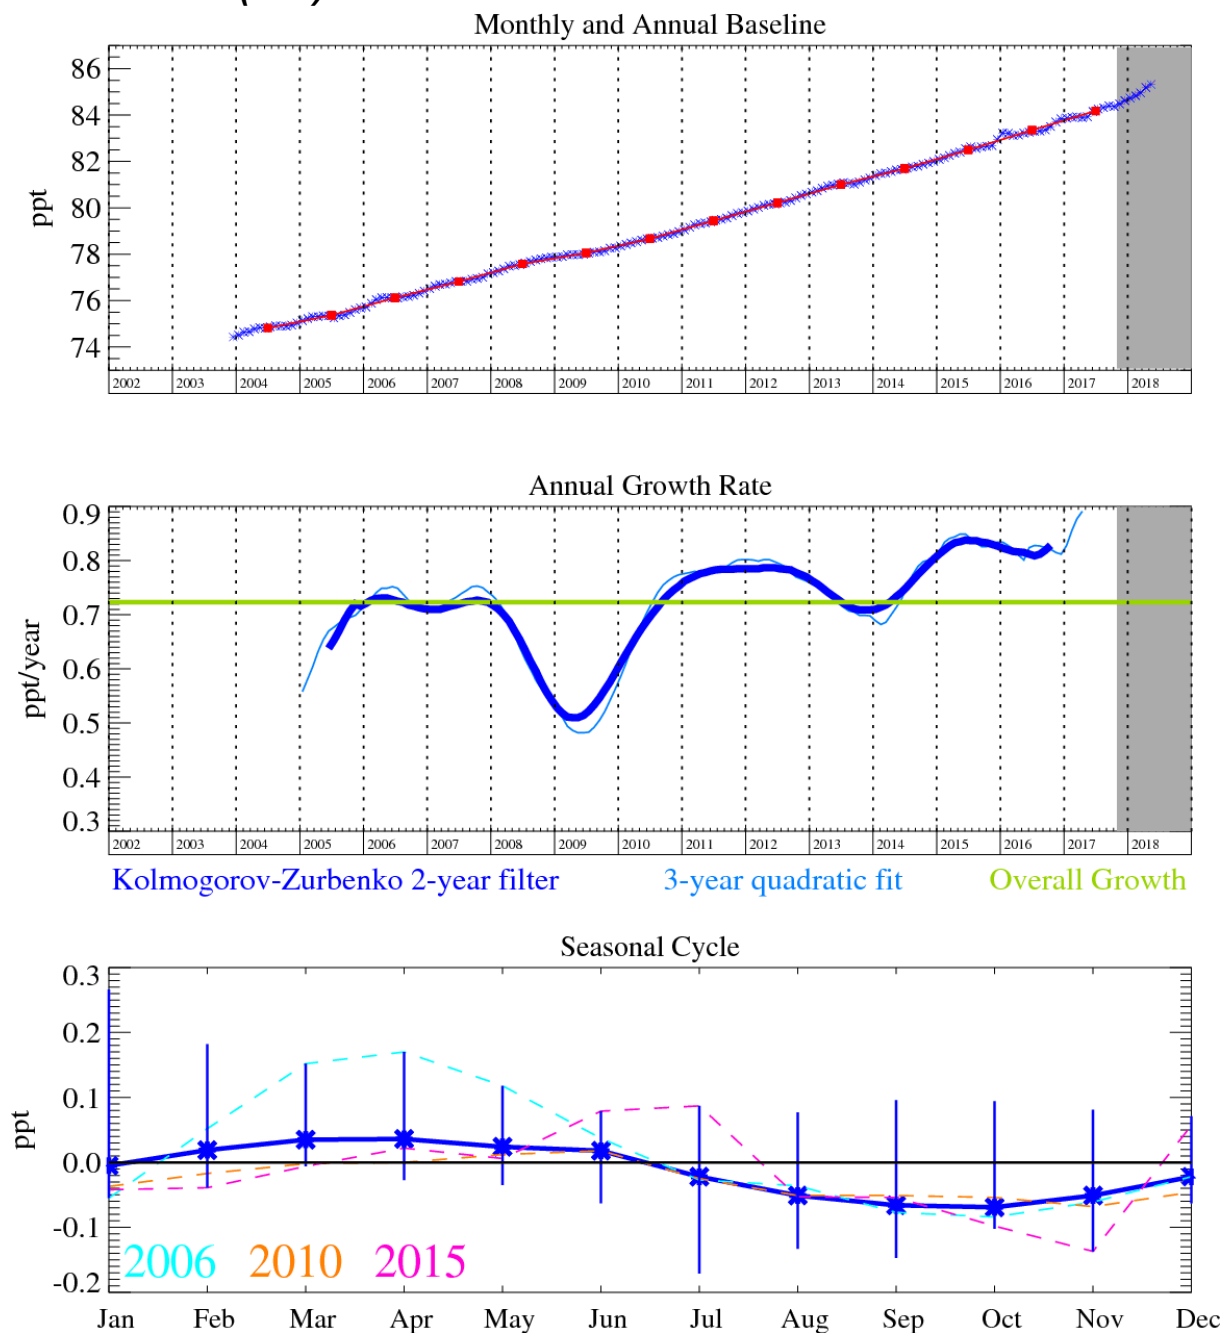 Monthly and Annual Baseline
86
84
82
80
78
76
74
ppt
2002 2003 2004 2005 2006 2007 2008 2009 2010 2011 2012 2013 2014 2015 2016 2017 2018
Annual Growth Rate
0.9
0.8
0.7
0.6
0.5
0.4
0.3
ppt/year
2002 2003 2004 2005 2006 2007 2008 2009 2010 2011 2012 2013 2014 2015 2016 2017 2018
Kolmogorov-Zurbenko 2-year filter 3-year quadratic fit Overall Growth
Seasonal Cycle
0.3
0.2
0.1
0.0
-0.1
-0.2
ppt
2006 2010 2015
Jan Feb Mar Apr May Jun Jul Aug Sep Oct Nov Dec